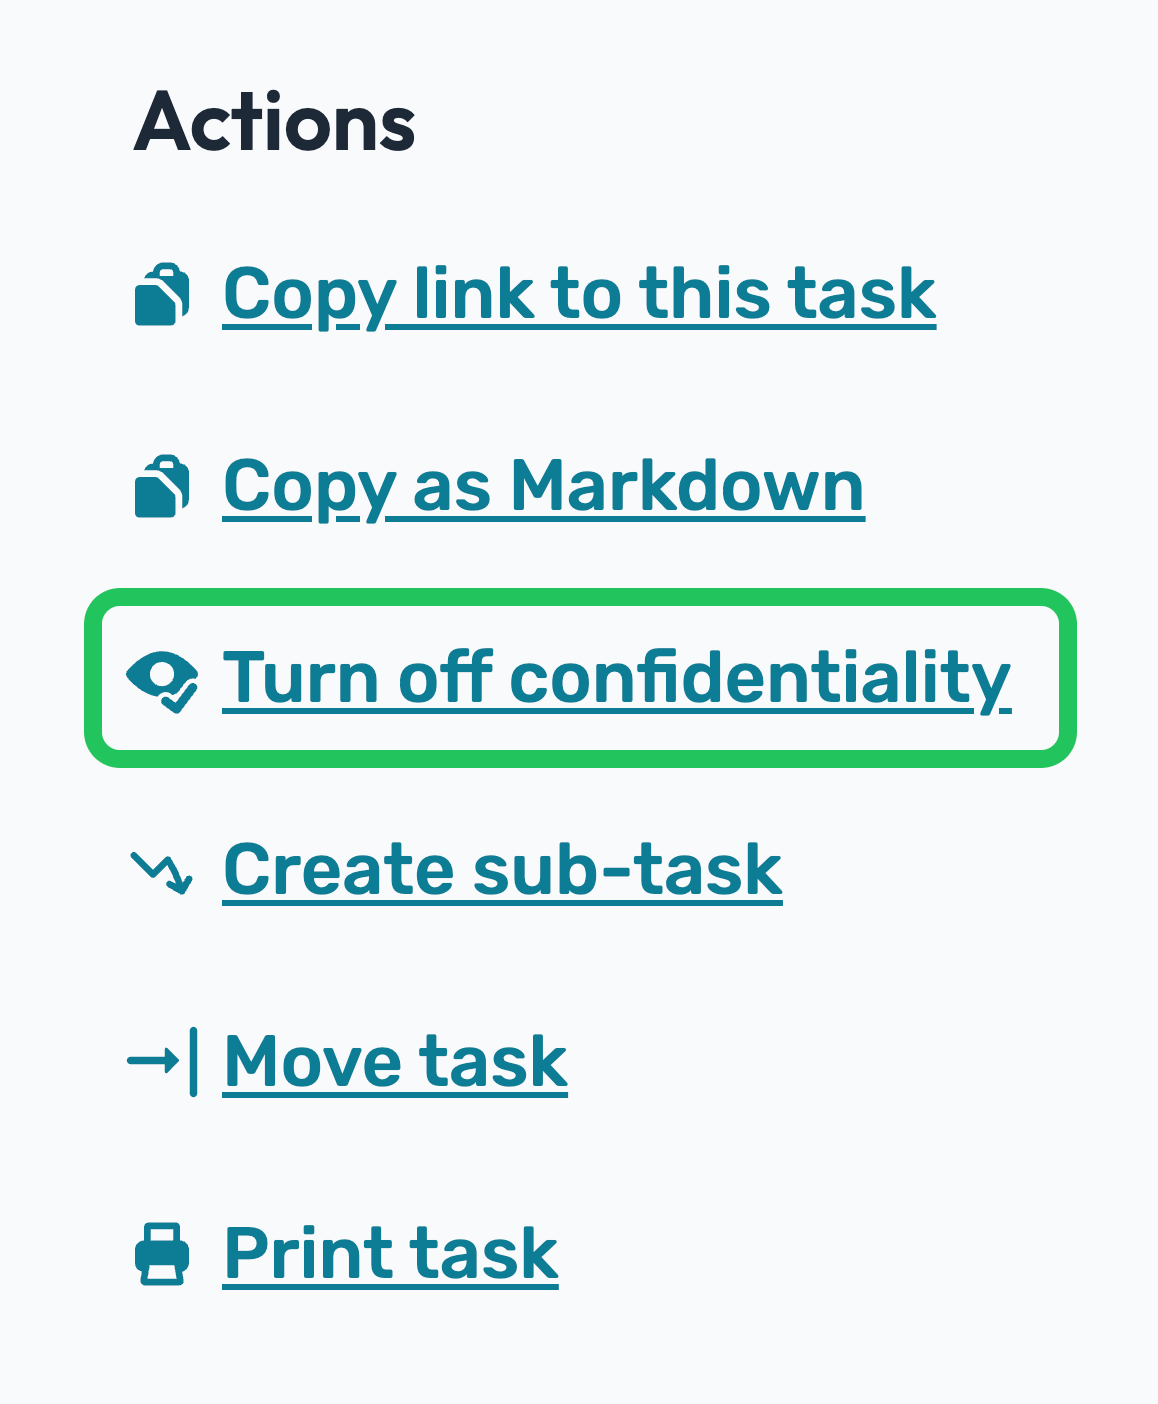 Actions
Copy link to this task
Copy as Markdown
Turn off confidentiality
Create sub-task
Move task
Print task